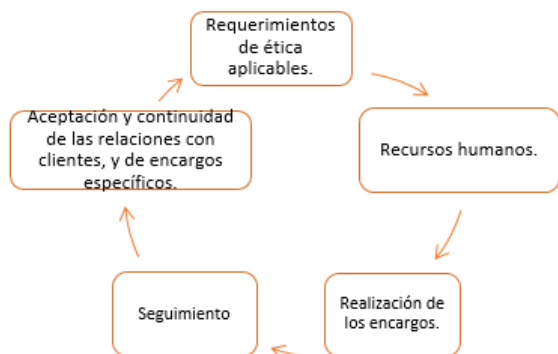 Requerimientos
de ética
aplicables.
Recursos humanos.
Realización de
los encargos.
Seguimiento
Aceptación y continuidad
de las relaciones con
clientes, y de encargos
específicos.